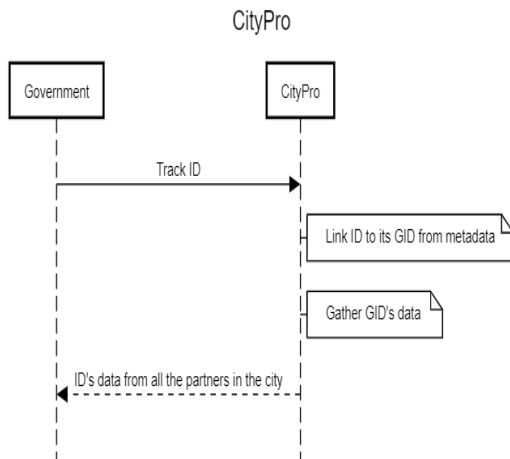 CityPro
Government
CityPro
Track ID
Link ID to its GID from metadata
Gather GID's data
ID's data from all the partners in the city